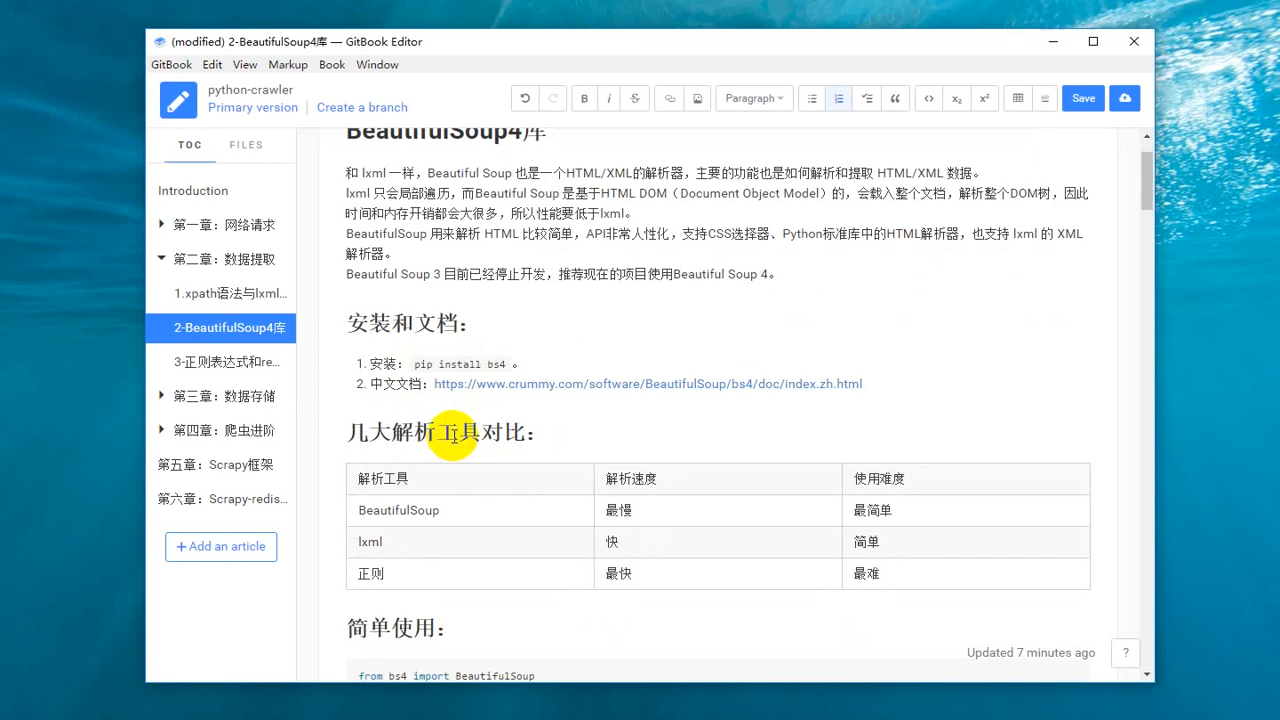 (modified) 2-BeautifulSoup4库 — GitBook Editor
GitBook Edit View Markup Book Window
python-crawler
Primary version Create a branch
B i S Paragraph x₂ x² Save
TOC FILES
Introduction
第一章：网络请求
第二章：数据提取
1.xpath语法与lxml...
2-BeautifulSoup4库
3-正则表达式和re...
第三章：数据存储
第四章：爬虫进阶
第五章：Scrapy框架
第六章：Scrapy-redis...
+ Add an article
BeautifulSoup4库
和 lxml 一样，Beautiful Soup 也是一个HTML/XML的解析器，主要的功能也是如何解析和提取 HTML/XML 数据。
lxml 只会局部遍历，而Beautiful Soup 是基于HTML DOM（Document Object Model）的，会载入整个文档，解析整个DOM树，因此
时间和内存开销都会大很多，所以性能要低于lxml。
BeautifulSoup 用来解析 HTML 比较简单，API非常人性化，支持CSS选择器、Python标准库中的HTML解析器，也支持 lxml 的 XML
解析器。
Beautiful Soup 3 目前已经停止开发，推荐现在的项目使用Beautiful Soup 4。
安装和文档：
1. 安装： pip install bs4 。
2. 中文文档：https://www.crummy.com/software/BeautifulSoup/bs4/doc/index.zh.html
几大解析工具对比：
解析工具 解析速度 使用难度
BeautifulSoup 最慢 最简单
lxml 快 简单
正则 最快 最难
简单使用：
from bs4 import BeautifulSoup
Updated 7 minutes ago ?